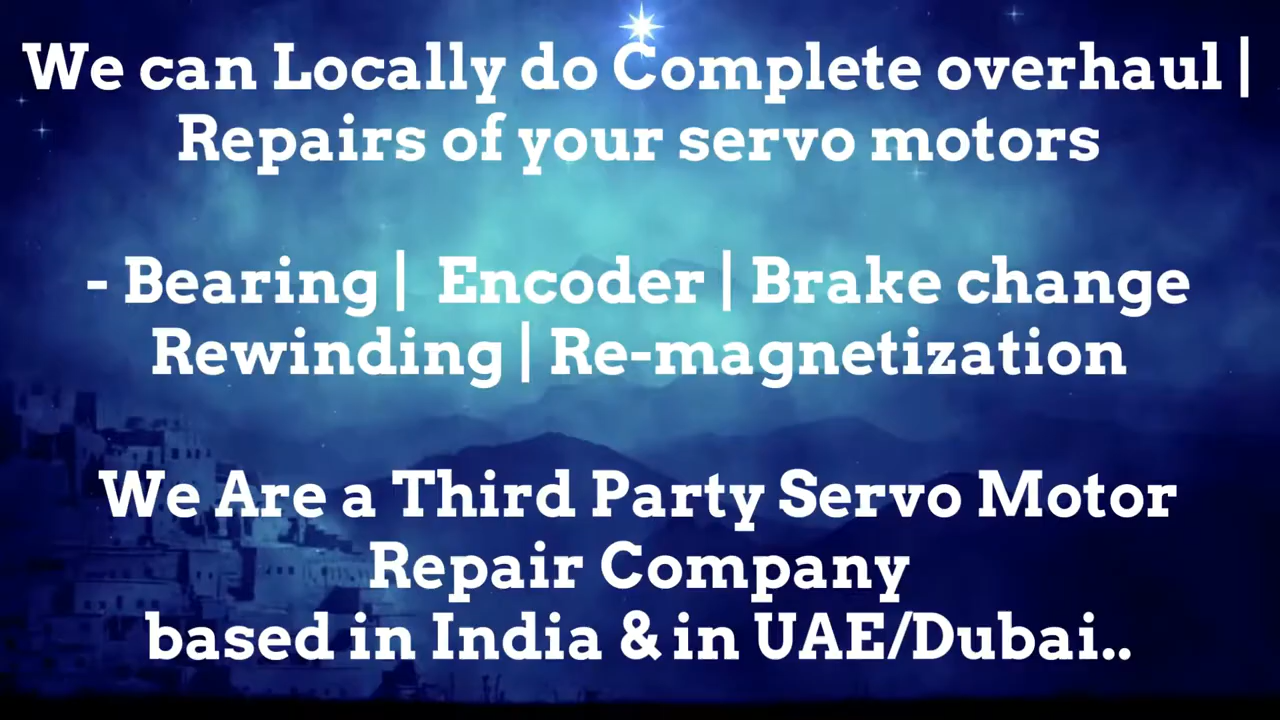 We can Locally do Complete overhaul |
Repairs of your servo motors
- Bearing | Encoder | Brake change
Rewinding | Re-magnetization
We Are a Third Party Servo Motor
Repair Company
based in India & in UAE/Dubai..